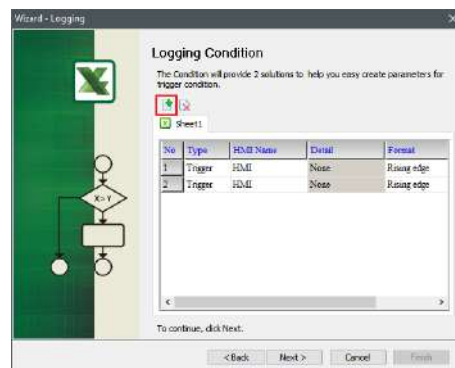 Wizard - Logging
Logging Condition
The Condition will provide 2 solutions to help you easy create parameters for
trigger condition.
Sheet1
No Type HMI Name Detail Format
1 Trigger HMI None Rising edge
2 Trigger HMI None Rising edge
X>Y
To continue, click Next.
<Back Next > Cancel Finish